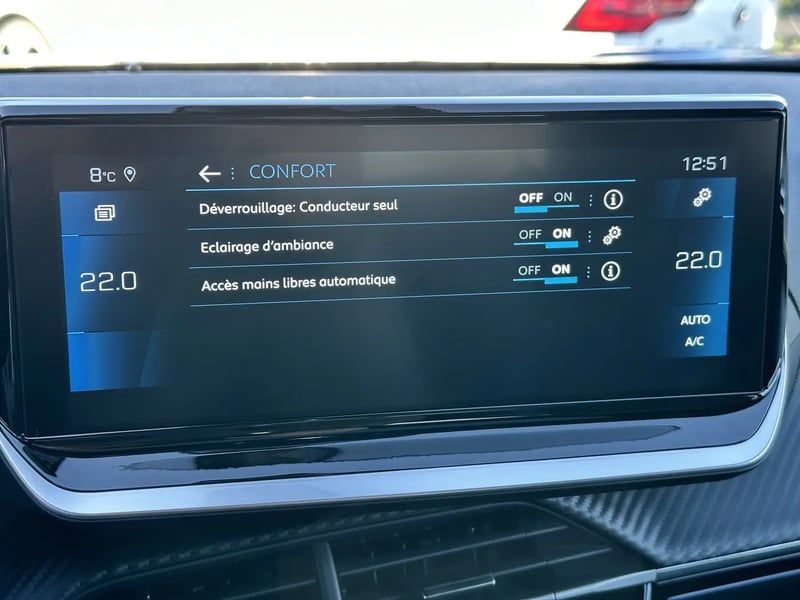 8°C
CONFORT
12:51
Déverrouillage: Conducteur seul OFF ON
Eclairage d'ambiance OFF ON
22.0
22.0
Accès mains libres automatique OFF ON
AUTO
A/C